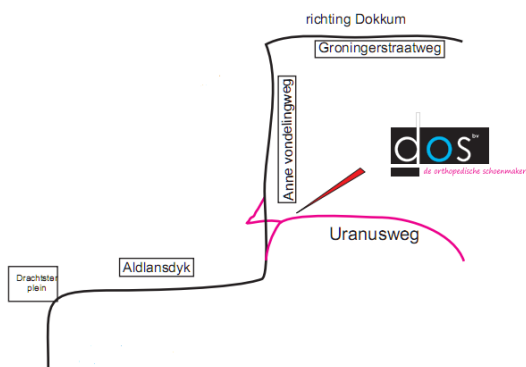 richting Dokkum
Groningerstraatweg
Anne vondelingweg
dos bv
de orthopedische schoenmaker
Uranusweg
Aldlansdyk
Drachtster
plein